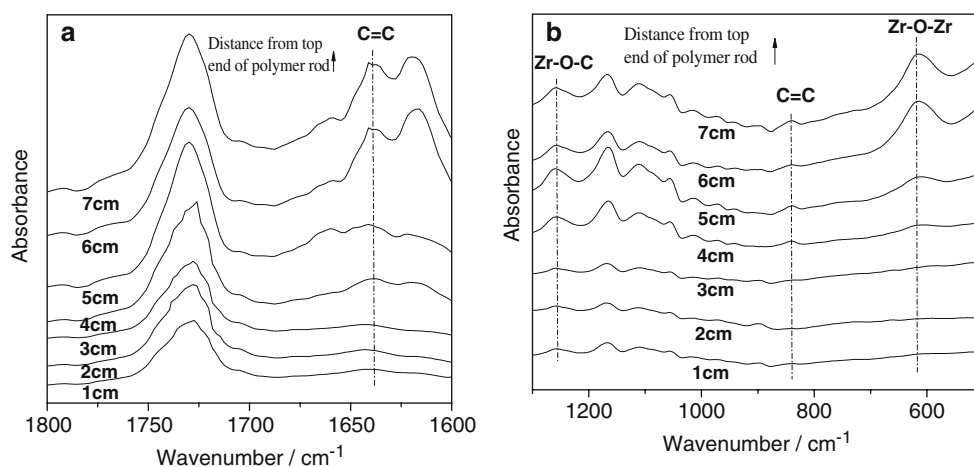 a
Distance from top
end of polymer rod
C=C
7cm
6cm
5cm
4cm
3cm
2cm
1cm
Absorbance
1800
1750
1700
1650
1600
Wavenumber / cm-1
b
Distance from top
end of polymer rod
Zr-O-Zr
Zr-O-C
C=C
7cm
6cm
5cm
4cm
3cm
2cm
1cm
Absorbance
1200
1000
800
600
Wavenumber / cm-1